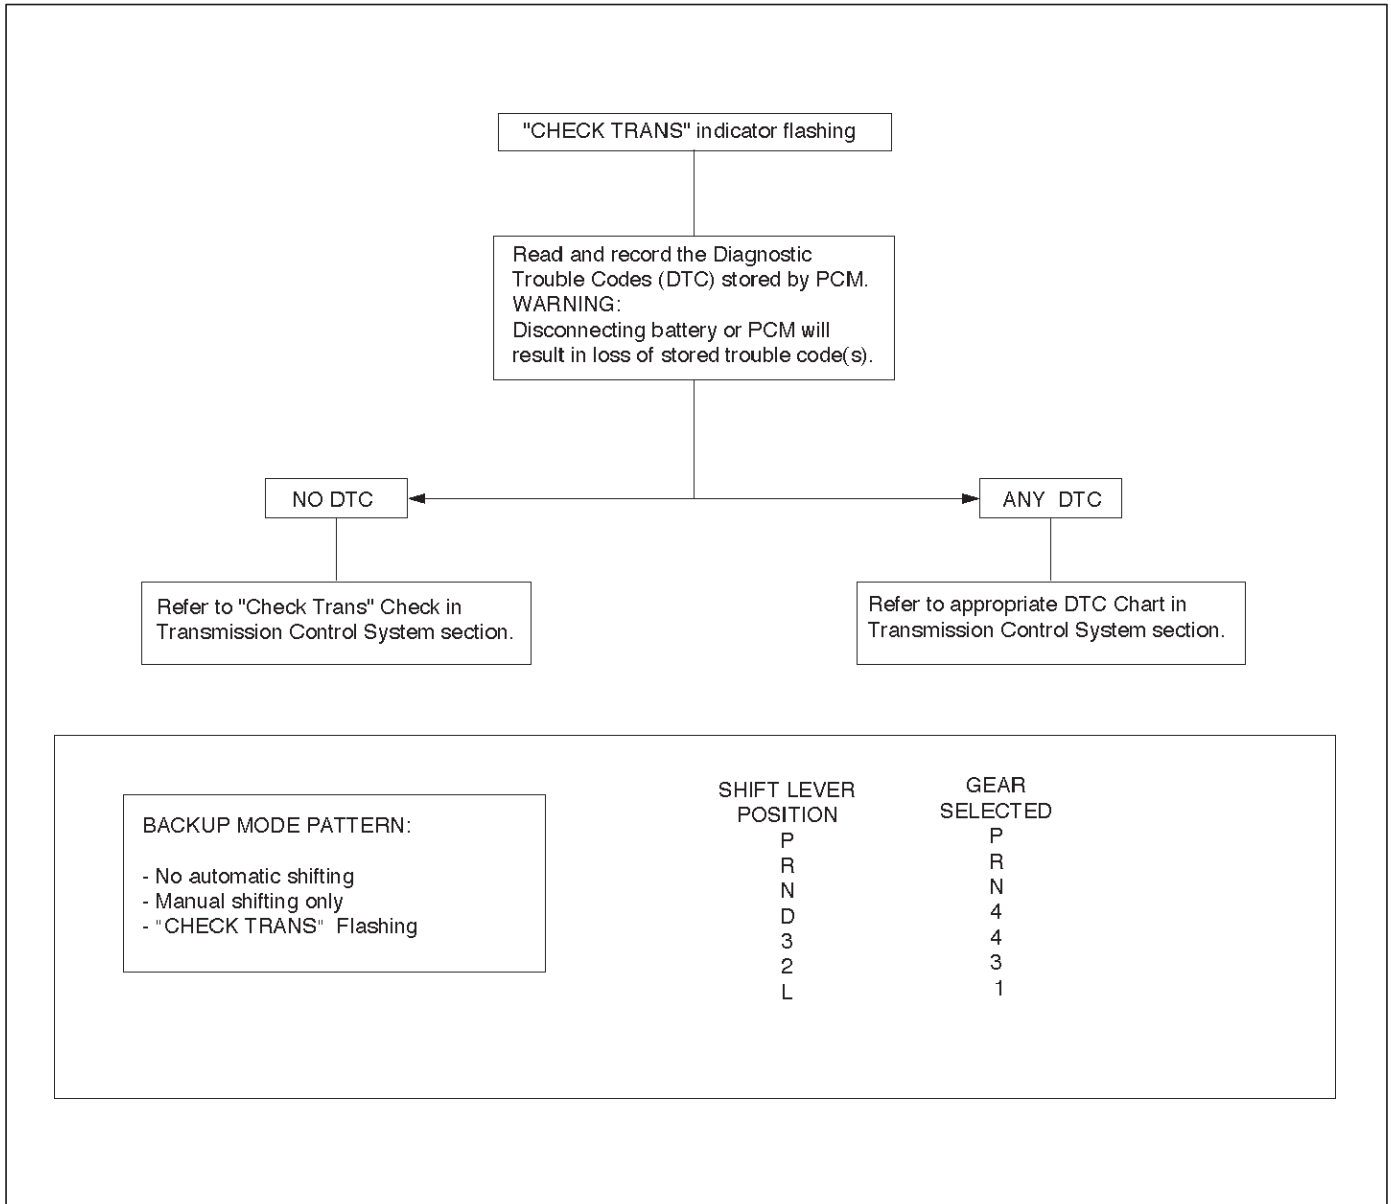 "CHECK TRANS" indicator flashing
Read and record the Diagnostic
Trouble Codes (DTC) stored by PCM.
WARNING:
Disconnecting battery or PCM will
result in loss of stored trouble code(s).
NO DTC
ANY DTC
Refer to "Check Trans" Check in
Transmission Control System section.
Refer to appropriate DTC Chart in
Transmission Control System section.
BACKUP MODE PATTERN:
- No automatic shifting
- Manual shifting only
- "CHECK TRANS" Flashing
SHIFT LEVER GEAR
POSITION SELECTED
P P
R R
N N
D 4
3 4
2 3
L 1